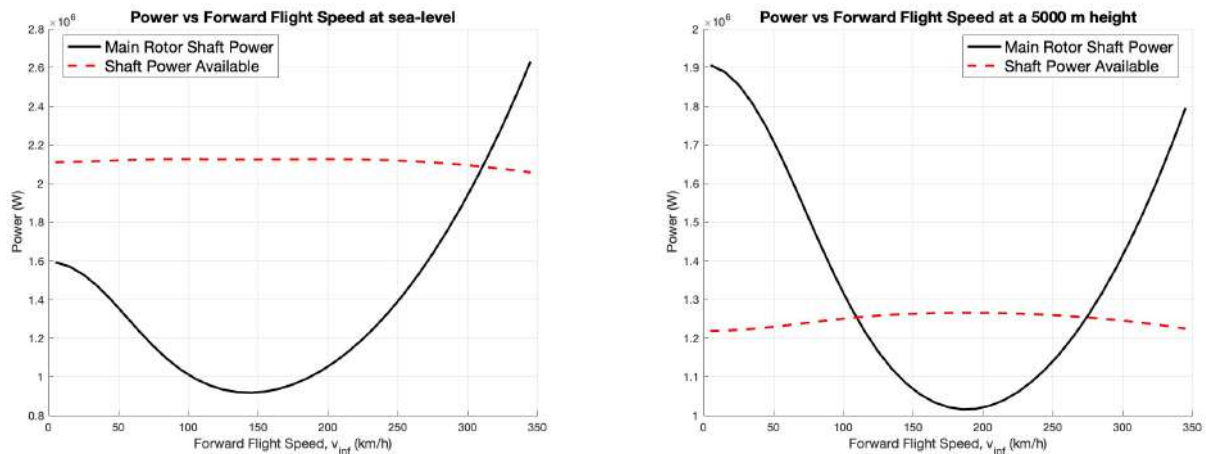 Power vs Forward Flight Speed at sea-level
×10⁶
2.8
2.6
2.4
2.2
2
1.8
1.6
1.4
1.2
1
0.8
Power (W)
Main Rotor Shaft Power
Shaft Power Available
0 50 100 150 200 250 300 350
Forward Flight Speed, v_inf (km/h)
Power vs Forward Flight Speed at a 5000 m height
×10⁶
2
1.9
1.8
1.7
1.6
1.5
1.4
1.3
1.2
1.1
1
Power (W)
Main Rotor Shaft Power
Shaft Power Available
0 50 100 150 200 250 300 350
Forward Flight Speed, v_inf (km/h)